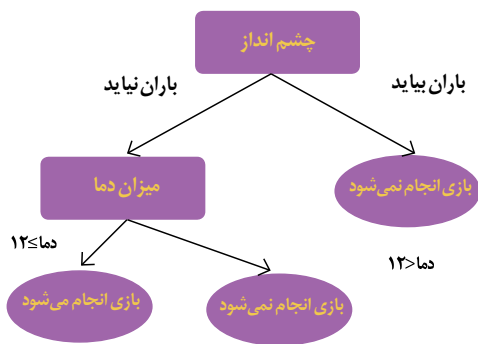 چشم انداز
باران بیاید
باران نیاید
بازی انجام نمی‌شود
میزان دما
دما≥۱۲
دما<۱۲
بازی انجام نمی‌شود
بازی انجام می‌شود